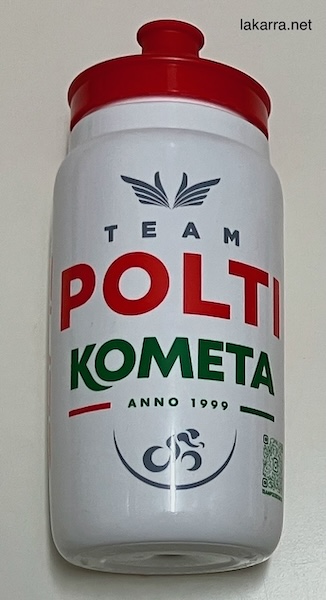 lakarra.net
TEAM
POLTI
KOMETA
ANNO 1999